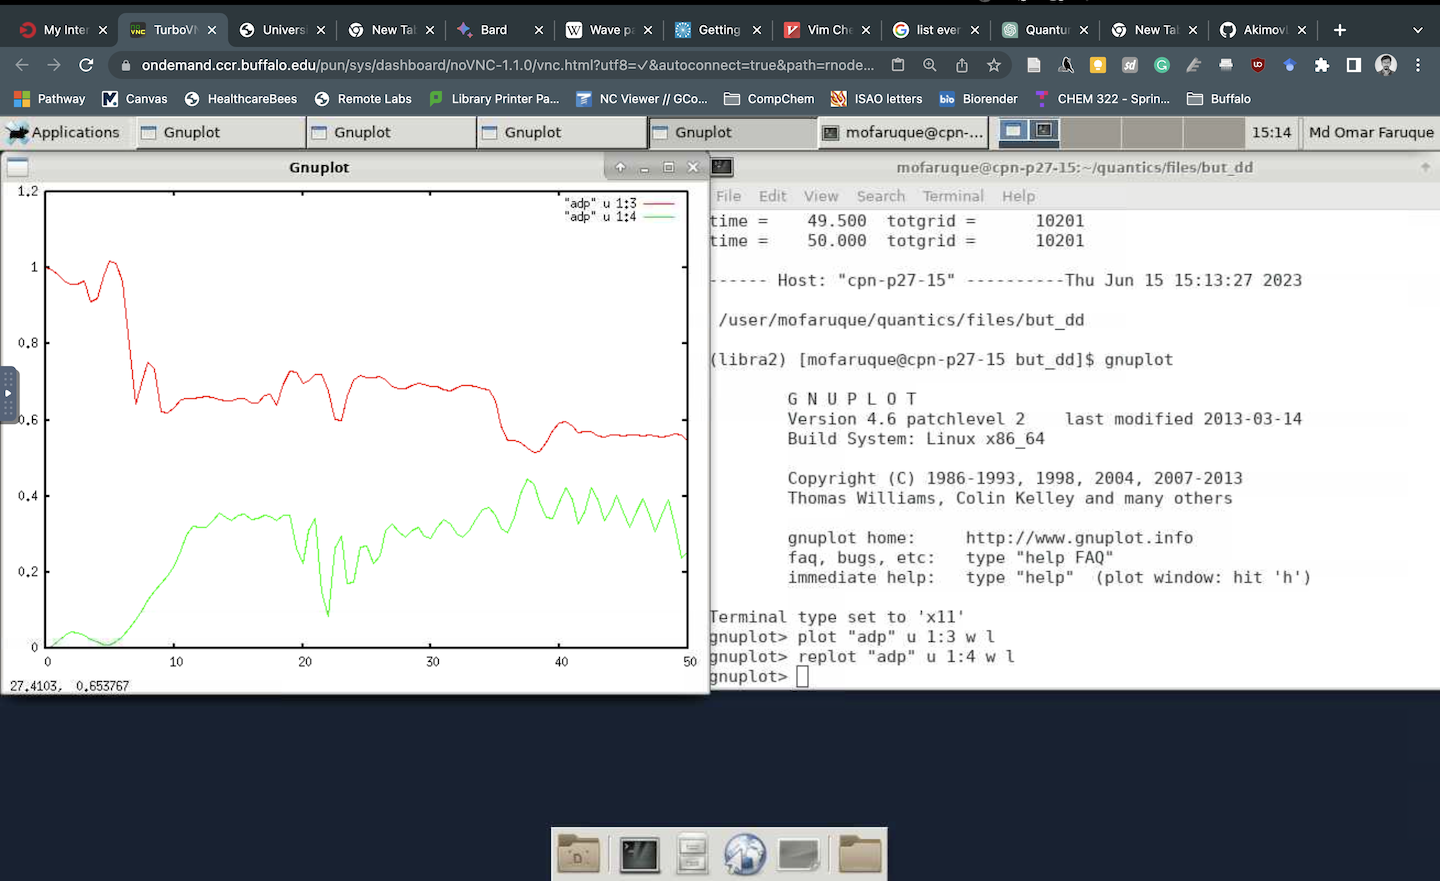 My Inter
TurboVN
Universi
New Tab
Bard
Wave pa
Getting
Vim Che
list ever
Quantur
New Tab
AkimovL
ondemand.ccr.buffalo.edu/pun/sys/dashboard/noVNC-1.1.0/vnc.html?utf8=✓&autoconnect=true&path=rnode...
Pathway
Canvas
HealthcareBees
Remote Labs
Library Printer Pa...
NC Viewer // GCo...
CompChem
ISAO letters
bio Biorender
CHEM 322 - Sprin...
Buffalo
Applications
Gnuplot
Gnuplot
Gnuplot
Gnuplot
mofaruque@cpn-...
15:14
Md Omar Faruque
Gnuplot
1.2
1
0.8
0.6
0.4
0.2
0
0 10 20 30 40 50
"adp" u 1:3
"adp" u 1:4
27.4103, 0.653767
mofaruque@cpn-p27-15:~/quantics/files/but_dd
File Edit View Search Terminal Help
time = 49.500 totgrid = 10201
time = 50.000 totgrid = 10201
------ Host: "cpn-p27-15" ----------Thu Jun 15 15:13:27 2023
/user/mofaruque/quantics/files/but_dd
(libra2) [mofaruque@cpn-p27-15 but_dd]$ gnuplot
G N U P L O T
Version 4.6 patchlevel 2 last modified 2013-03-14
Build System: Linux x86_64
Copyright (C) 1986-1993, 1998, 2004, 2007-2013
Thomas Williams, Colin Kelley and many others
gnuplot home: http://www.gnuplot.info
faq, bugs, etc: type "help FAQ"
immediate help: type "help" (plot window: hit 'h')
Terminal type set to 'x11'
gnuplot> plot "adp" u 1:3 w l
gnuplot> replot "adp" u 1:4 w l
gnuplot>